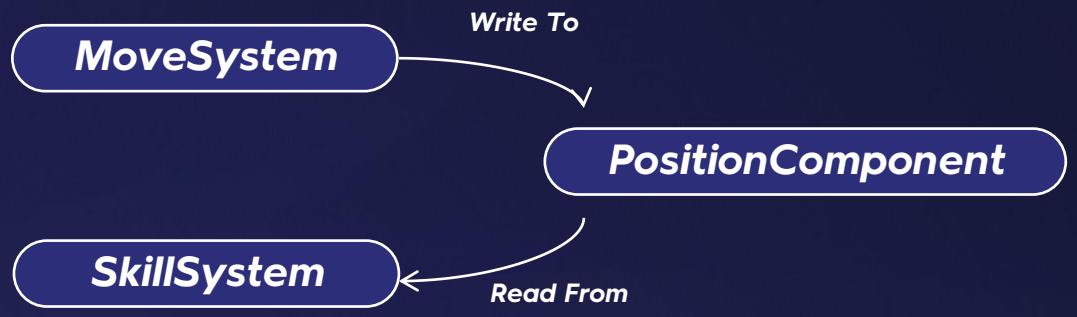 Write To
MoveSystem
PositionComponent
SkillSystem
Read From